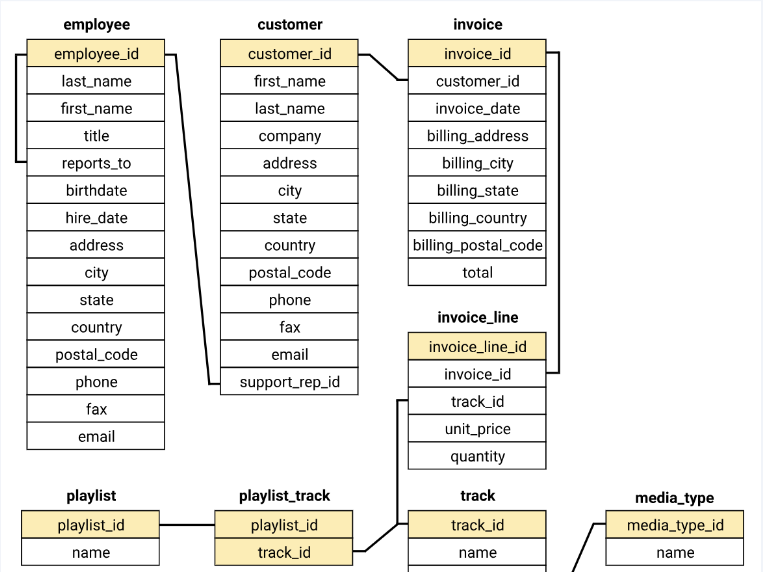 employee
employee_id
last_name
first_name
title
reports_to
birthdate
hire_date
address
city
state
country
postal_code
phone
fax
email
customer
customer_id
first_name
last_name
company
address
city
state
country
postal_code
phone
fax
email
support_rep_id
invoice
invoice_id
customer_id
invoice_date
billing_address
billing_city
billing_state
billing_country
billing_postal_code
total
invoice_line
invoice_line_id
invoice_id
track_id
unit_price
quantity
playlist
playlist_id
name
playlist_track
playlist_id
track_id
track
track_id
name
media_type
media_type_id
name